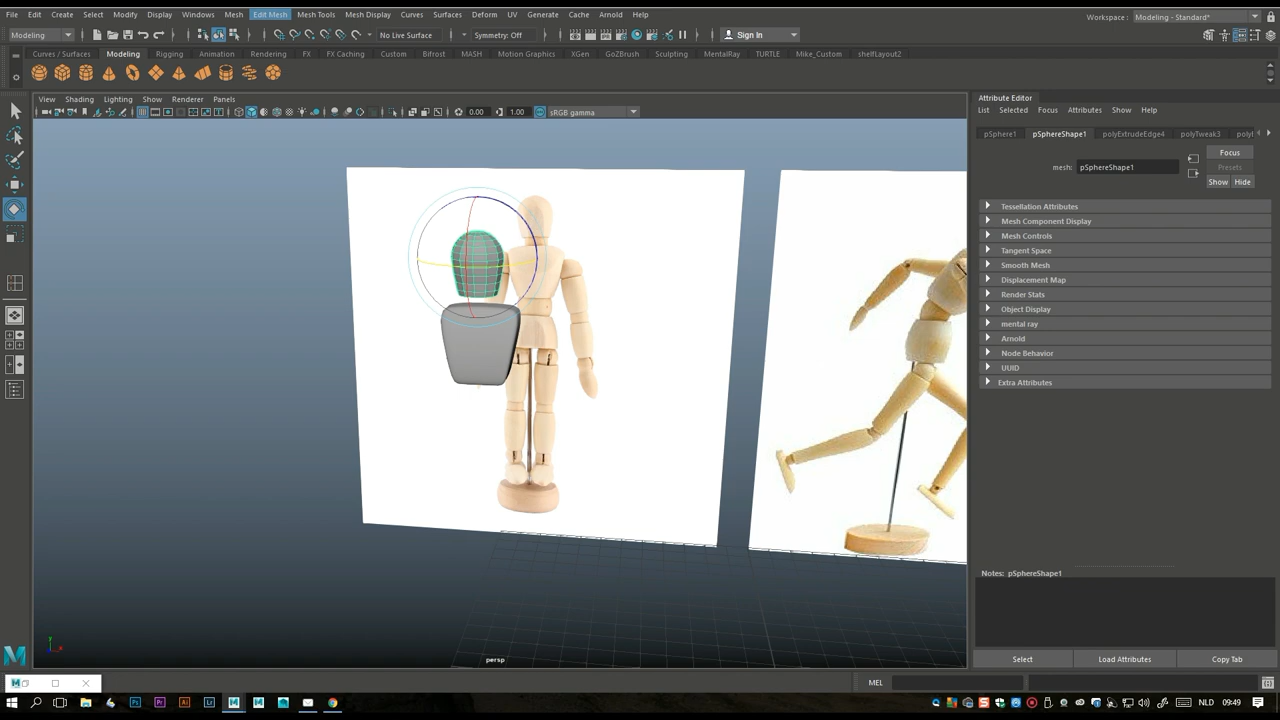 File Edit Create Select Modify Display Windows Mesh Edit Mesh Mesh Tools Mesh Display Curves Surfaces Deform UV Generate Cache Arnold Help
Workspace : Modeling - Standard*
Modeling No Live Surface Symmetry: Off Sign In
Curves / Surfaces Modeling Rigging Animation Rendering FX FX Caching Custom Bifrost MASH Motion Graphics XGen GoZBrush Sculpting MentalRay TURTLE Mike_Custom shelfLayout2
View Shading Lighting Show Renderer Panels
0.00 1.00 sRGB gamma
Attribute Editor
List Selected Focus Attributes Show Help
pSphere1 pSphereShape1 polyExtrudeEdge4 polyTweak3
mesh: pSphereShape1
Focus
Presets
Show Hide
Tessellation Attributes
Mesh Component Display
Mesh Controls
Tangent Space
Smooth Mesh
Displacement Map
Render Stats
Object Display
mental ray
Arnold
Node Behavior
UUID
Extra Attributes
Notes: pSphereShape1
Select Load Attributes Copy Tab
y
x
persp
MEL
NLD 09:49